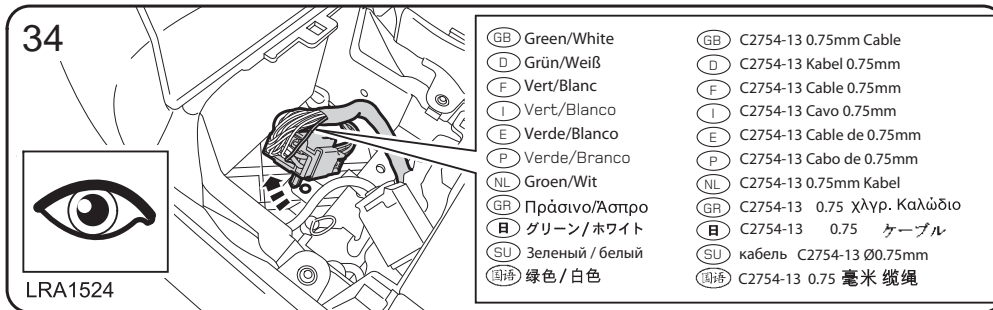 34
LRA1524
GB Green/White
D Grün/Weiß
F Vert/Blanc
I Vert/Blanco
E Verde/Blanco
P Verde/Branco
NL Groen/Wit
GR Πράσινο/Άσπρο
日 グリーン/ホワイト
SU Зеленый / белый
国语 绿色/白色
GB C2754-13 0.75mm Cable
D C2754-13 Kabel 0.75mm
F C2754-13 Cable 0.75mm
I C2754-13 Cavo 0.75mm
E C2754-13 Cable de 0.75mm
P C2754-13 Cabo de 0.75mm
NL C2754-13 0.75mm Kabel
GR C2754-13 0.75 χλγρ. Καλώδιο
日 C2754-13 0.75 ケーブル
SU кабель C2754-13 Ø0.75mm
国语 C2754-13 0.75 毫米 缆绳